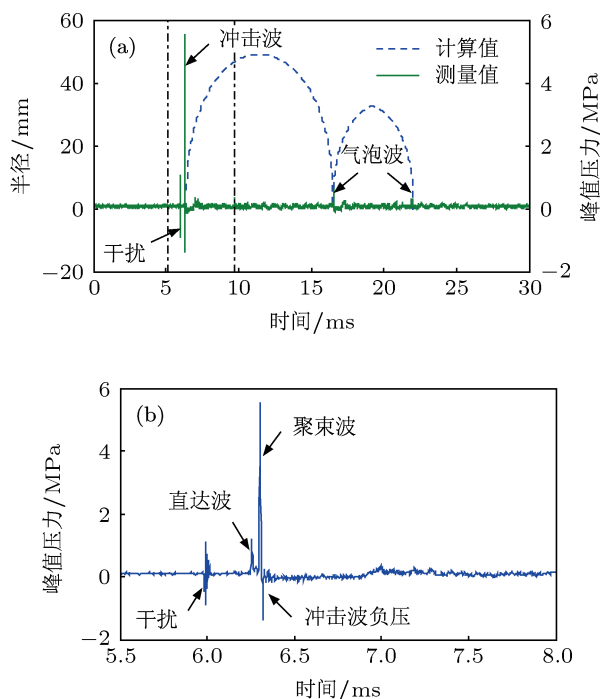 60
40
20
0
−20
半径/mm
(a)
冲击波
计算值
测量值
气泡波
干扰
6
4
2
0
−2
峰值压力/MPa
0 5 10 15 20 25 30
时间/ms
6
4
2
0
−2
峰值压力/MPa
(b)
聚束波
直达波
干扰
冲击波负压
5.5 6.0 6.5 7.0 7.5 8.0
时间/ms